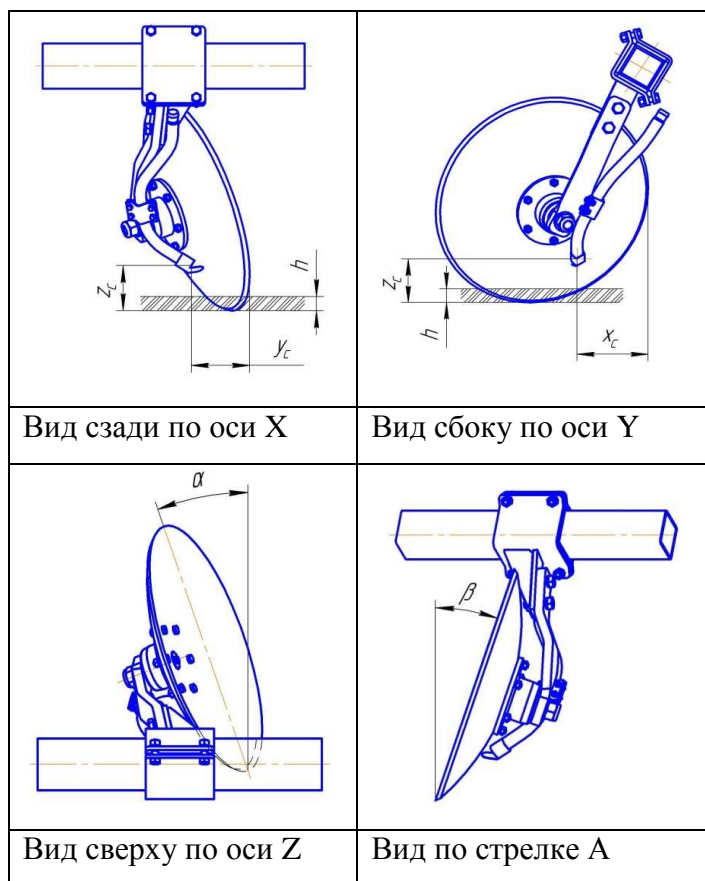 h
z_c
y_c
z_c
h
x_c
Вид сзади по оси X
Вид сбоку по оси Y
α
β
Вид сверху по оси Z
Вид по стрелке А